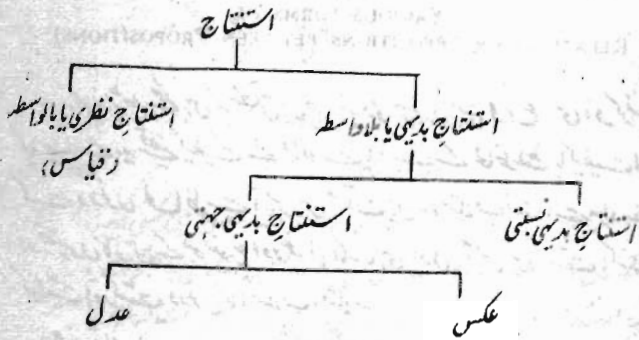 استنتاج
استنتاجِ بدیہی یا بلاواسطہ
استنتاجِ نظری یا بالواسطہ
(قیاس)
استنتاجِ بدیہی نسبتی
استنتاجِ بدیہی جہتی
عکس
عدل